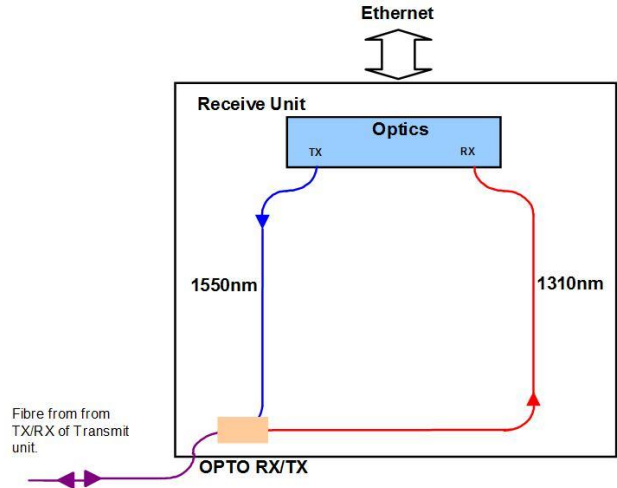 Ethernet
Receive Unit
Optics
TX
RX
1550nm
1310nm
Fibre from from
TX/RX of Transmit
unit.
OPTO RX/TX